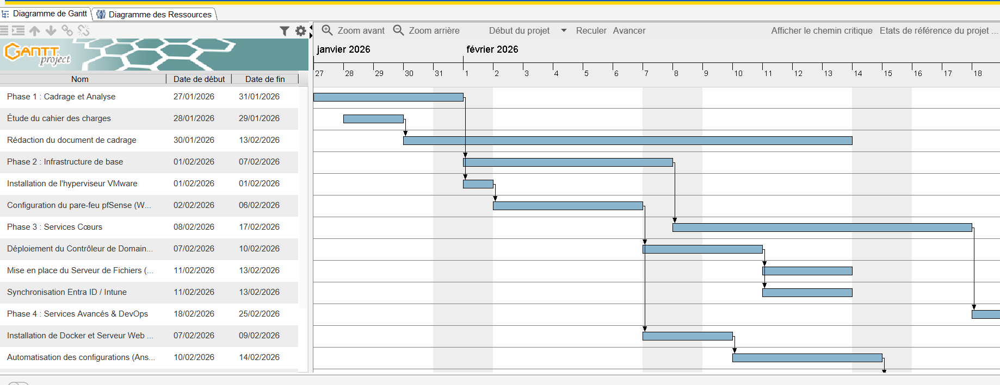 Diagramme de Gantt Diagramme des Ressources
Zoom avant Zoom arrière Début du projet Reculer Avancer Afficher le chemin critique Etats de référence du projet ...
GANTT project
janvier 2026 février 2026
27 28 29 30 31 1 2 3 4 5 6 7 8 9 10 11 12 13 14 15 16 17 18
Nom Date de début Date de fin
Phase 1 : Cadrage et Analyse 27/01/2026 31/01/2026
Étude du cahier des charges 28/01/2026 29/01/2026
Rédaction du document de cadrage 30/01/2026 13/02/2026
Phase 2 : Infrastructure de base 01/02/2026 07/02/2026
Installation de l'hyperviseur VMware 01/02/2026 01/02/2026
Configuration du pare-feu pfSense (W... 02/02/2026 06/02/2026
Phase 3 : Services Cœurs 08/02/2026 17/02/2026
Déploiement du Contrôleur de Domain... 07/02/2026 10/02/2026
Mise en place du Serveur de Fichiers (... 11/02/2026 13/02/2026
Synchronisation Entra ID / Intune 11/02/2026 13/02/2026
Phase 4 : Services Avancés & DevOps 18/02/2026 25/02/2026
Installation de Docker et Serveur Web ... 07/02/2026 09/02/2026
Automatisation des configurations (Ans... 10/02/2026 14/02/2026